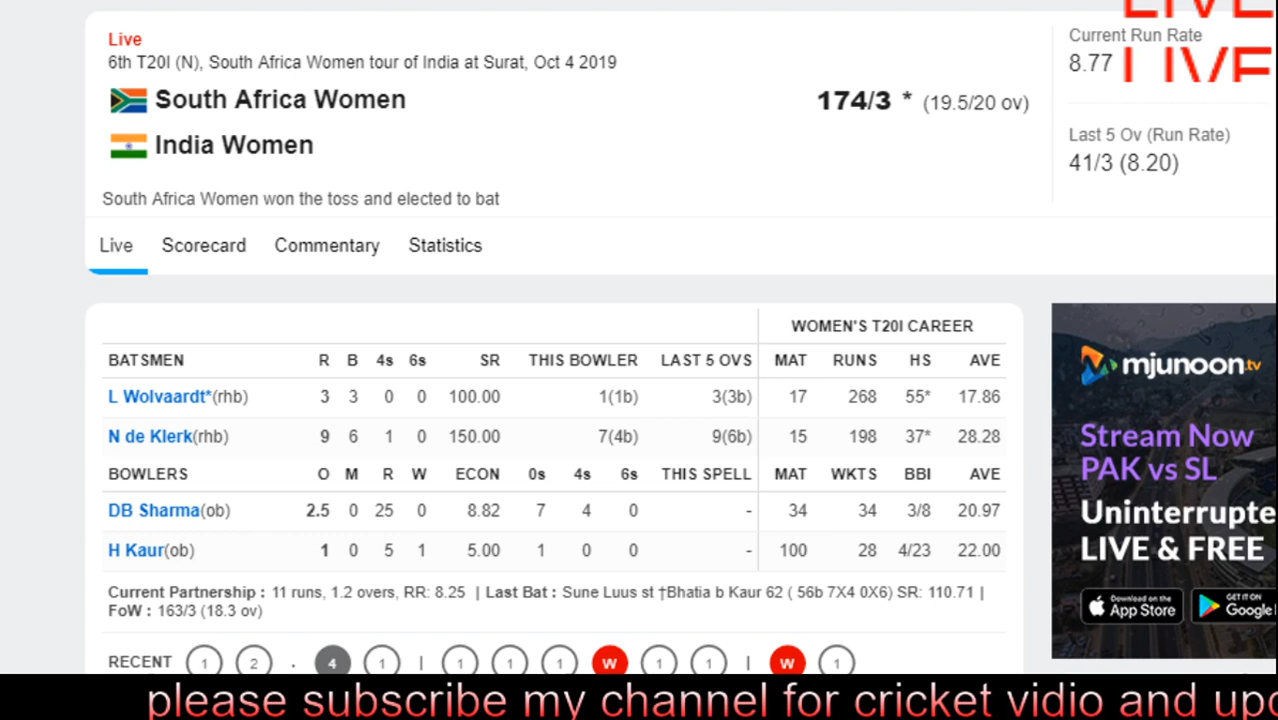 LIVE
Live
Current Run Rate
6th T20I (N), South Africa Women tour of India at Surat, Oct 4 2019
8.77
LIVE
South Africa Women 174/3 * (19.5/20 ov)
India Women
Last 5 Ov (Run Rate)
41/3 (8.20)
South Africa Women won the toss and elected to bat
Live Scorecard Commentary Statistics
WOMEN'S T20I CAREER
BATSMEN R B 4s 6s SR THIS BOWLER LAST 5 OVS MAT RUNS HS AVE
L Wolvaardt*(rhb) 3 3 0 0 100.00 1(1b) 3(3b) 17 268 55* 17.86
N de Klerk(rhb) 9 6 1 0 150.00 7(4b) 9(6b) 15 198 37* 28.28
BOWLERS O M R W ECON 0s 4s 6s THIS SPELL MAT WKTS BBI AVE
DB Sharma(ob) 2.5 0 25 0 8.82 7 4 0 - 34 34 3/8 20.97
H Kaur(ob) 1 0 5 1 5.00 1 0 0 - 100 28 4/23 22.00
Current Partnership : 11 runs, 1.2 overs, RR: 8.25 | Last Bat : Sune Luus st †Bhatia b Kaur 62 ( 56b 7X4 0X6) SR: 110.71 |
FoW : 163/3 (18.3 ov)
RECENT 1 2 . 4 1 | 1 1 1 W 1 1 | W 1
mjunoon.tv
Stream Now
PAK vs SL
Uninterrupte
LIVE & FREE
Download on the
App Store
GET IT ON
Google
please subscribe my channel for cricket vidio and upd